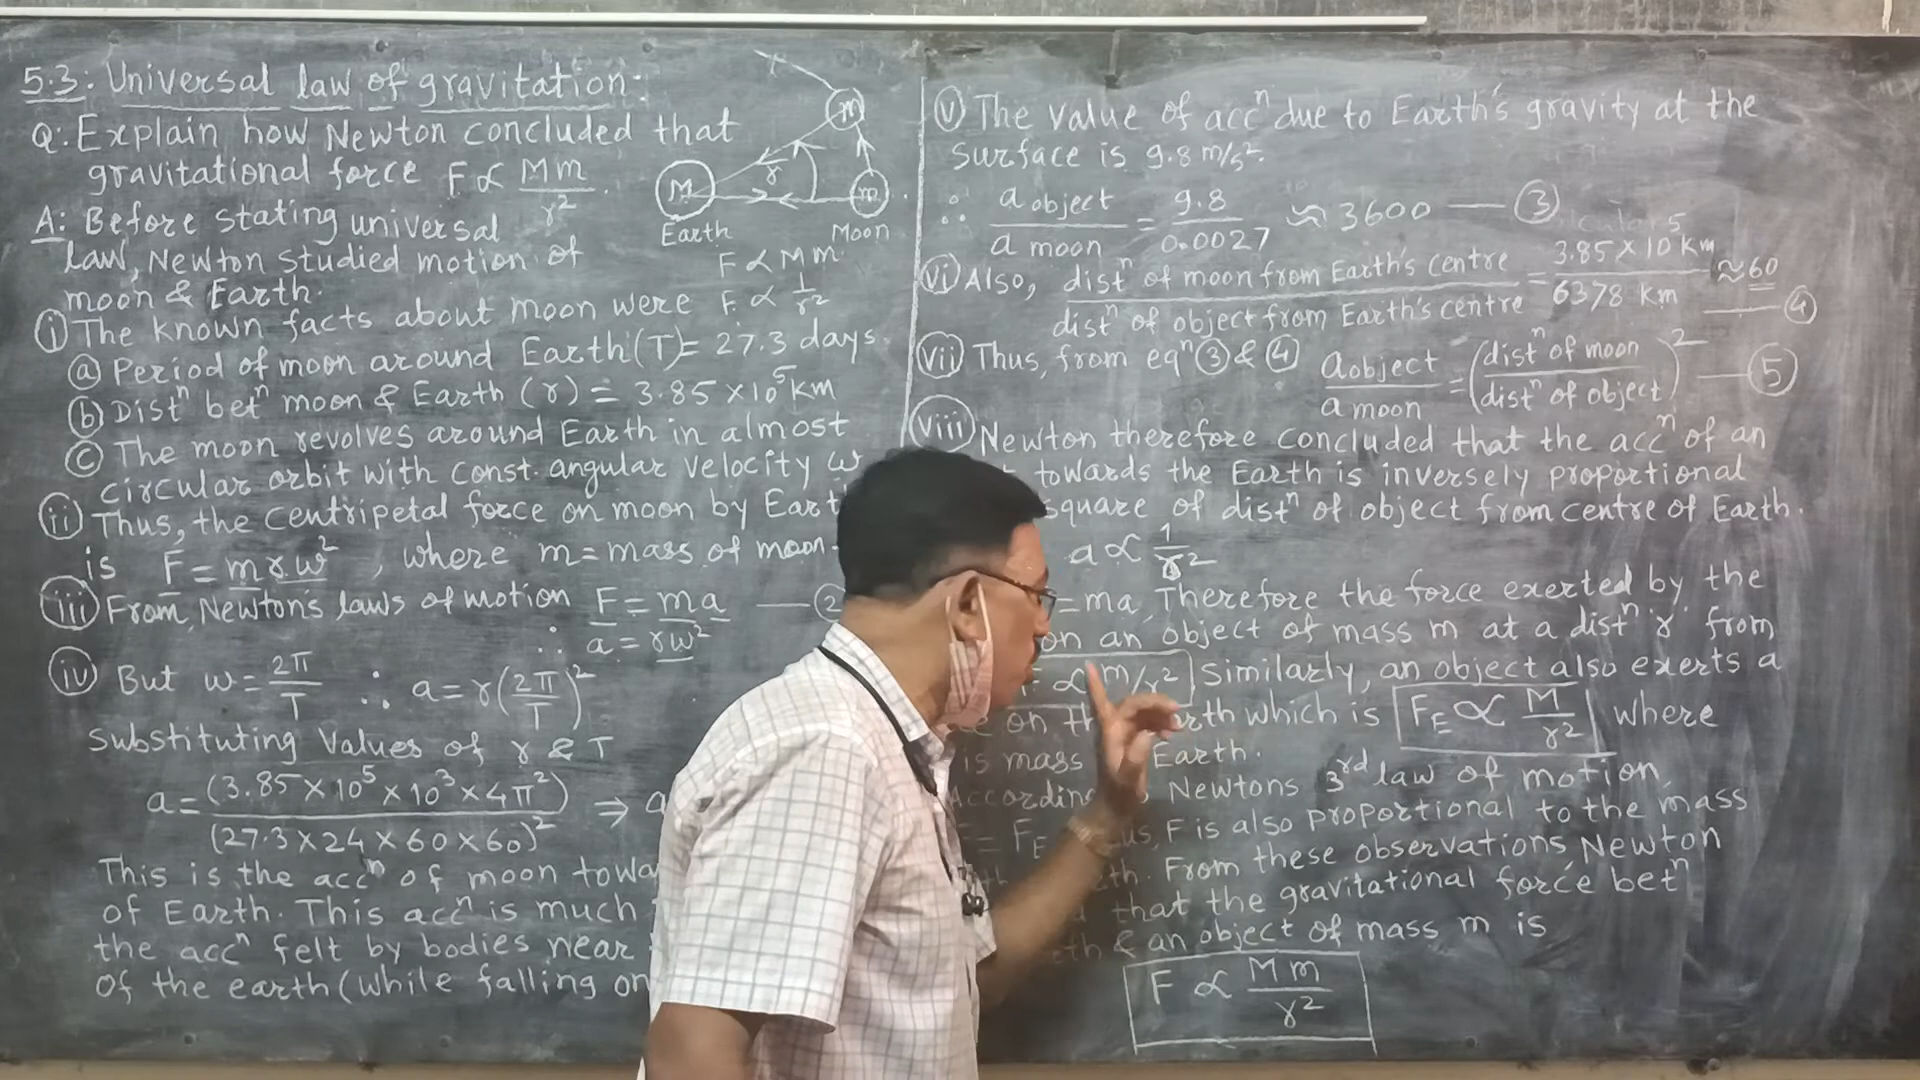 5.3: Universal law of gravitation:
Q: Explain how Newton concluded that
gravitational force F ∝ Mm/r².
A: Before stating universal
law, Newton studied motion of
moon & Earth.
M
r
m
m
Earth
Moon
F ∝ Mm
F ∝ 1/r²
(i) The known facts about moon were
(a) Period of moon around Earth (T) = 27.3 days.
(b) Distⁿ betⁿ moon & Earth (r) = 3.85 × 10⁵ km
(c) The moon revolves around Earth in almost
circular orbit with const. angular velocity ω
(ii) Thus, the centripetal force on moon by
is F = mrω², where m = mass of moon
(iii) From Newton's laws of motion F = ma — (2)
∴ a = rω²
(iv) But ω = 2π/T ∴ a = r(2π/T)²
Substituting values of r & T
a = (3.85 × 10⁵ × 10³ × 4π²)/(27.3 × 24 × 60 × 60)² ⇒ a
This is the accⁿ of moon
of Earth. This accⁿ is much
the accⁿ felt by bodies near
of the earth (while falling on
(v) The value of accⁿ due to Earth's gravity at the
surface is 9.8 m/s².
∴ a object/a moon = 9.8/0.0027 ≈ 3600 — (3)
(vi) Also, distⁿ of moon from Earth's centre/distⁿ of object from Earth's centre = 3.85 × 10⁵ km/6378 km ≈ 60 — (4)
(vii) Thus, from eqⁿ (3) & (4) a object/a moon = (distⁿ of moon/distⁿ of object)² — (5)
(viii) Newton therefore concluded that the accⁿ of an
towards the Earth is inversely proportional
square of distⁿ of object from centre of Earth.
a ∝ 1/r²
= ma, Therefore the force exerted by the
on an object of mass m at a distⁿ 'r' from
∝ m/r² Similarly, an object also exerts a
on which is F_E ∝ M/r² where
is mass Earth.
Newtons 3rd law of motion,
= F_E F is also proportional to the mass
From these observations, Newton
that the gravitational force betⁿ
& an object of mass m is
F ∝ Mm/r²